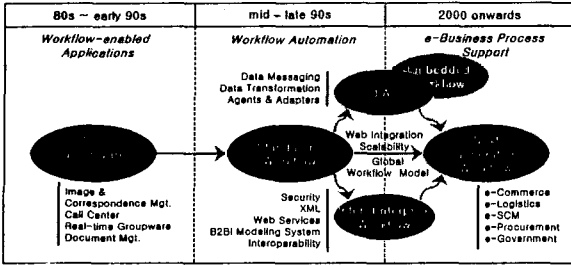 80s ~ early 90s
mid – late 90s
2000 onwards
Workflow-enabled
Applications
Workflow Automation
e-Business Process
Support
Data Messaging
Data Transformation
Agents & Adapters
Embedded
Workflow
Web Integration
Scalability
Global
Workflow Model
Image &
Correspondence Mgt.
Call Center
Real-time Groupware
Document Mgt.
Security
XML
Web Services
B2Bi Modeling System
Interoperability
e-Commerce
e-Logistics
e-SCM
e-Procurement
e-Government